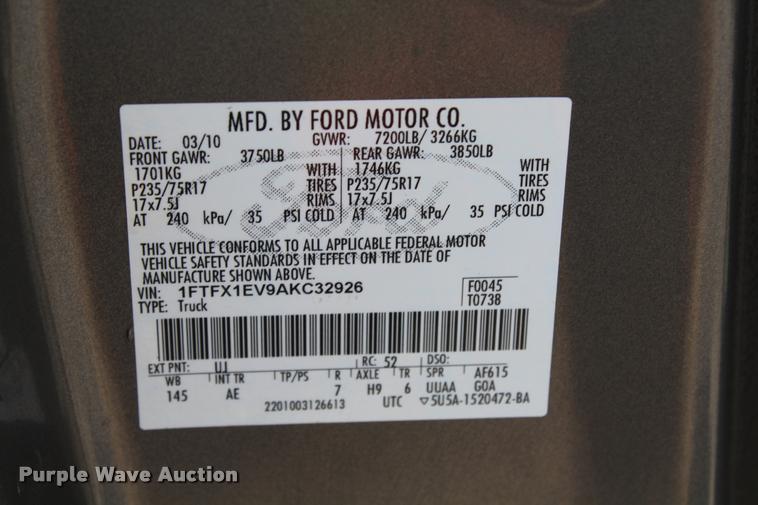 MFD. BY FORD MOTOR CO.
DATE: 03/10 GVWR: 7200LB/ 3266KG
FRONT GAWR: 3750LB REAR GAWR: 3850LB
1701KG WITH 1746KG WITH
P235/75R17 TIRES P235/75R17 TIRES
17x7.5J RIMS 17x7.5J RIMS
AT 240 kPa/ 35 PSI COLD AT 240 kPa/ 35 PSI COLD
Ford
THIS VEHICLE CONFORMS TO ALL APPLICABLE FEDERAL MOTOR
VEHICLE SAFETY STANDARDS IN EFFECT ON THE DATE OF
MANUFACTURE SHOWN ABOVE.
VIN: 1FTFX1EV9AKC32926 F0045
TYPE: Truck T0738
EXT PNT: UJ RC: 52 DSO:
WB INT TR TP/PS R AXLE TR SPR AF615
145 AE 7 H9 6 UUAA GOA
2201003126613 UTC ▽5U5A-1520472-BA
Purple Wave Auction